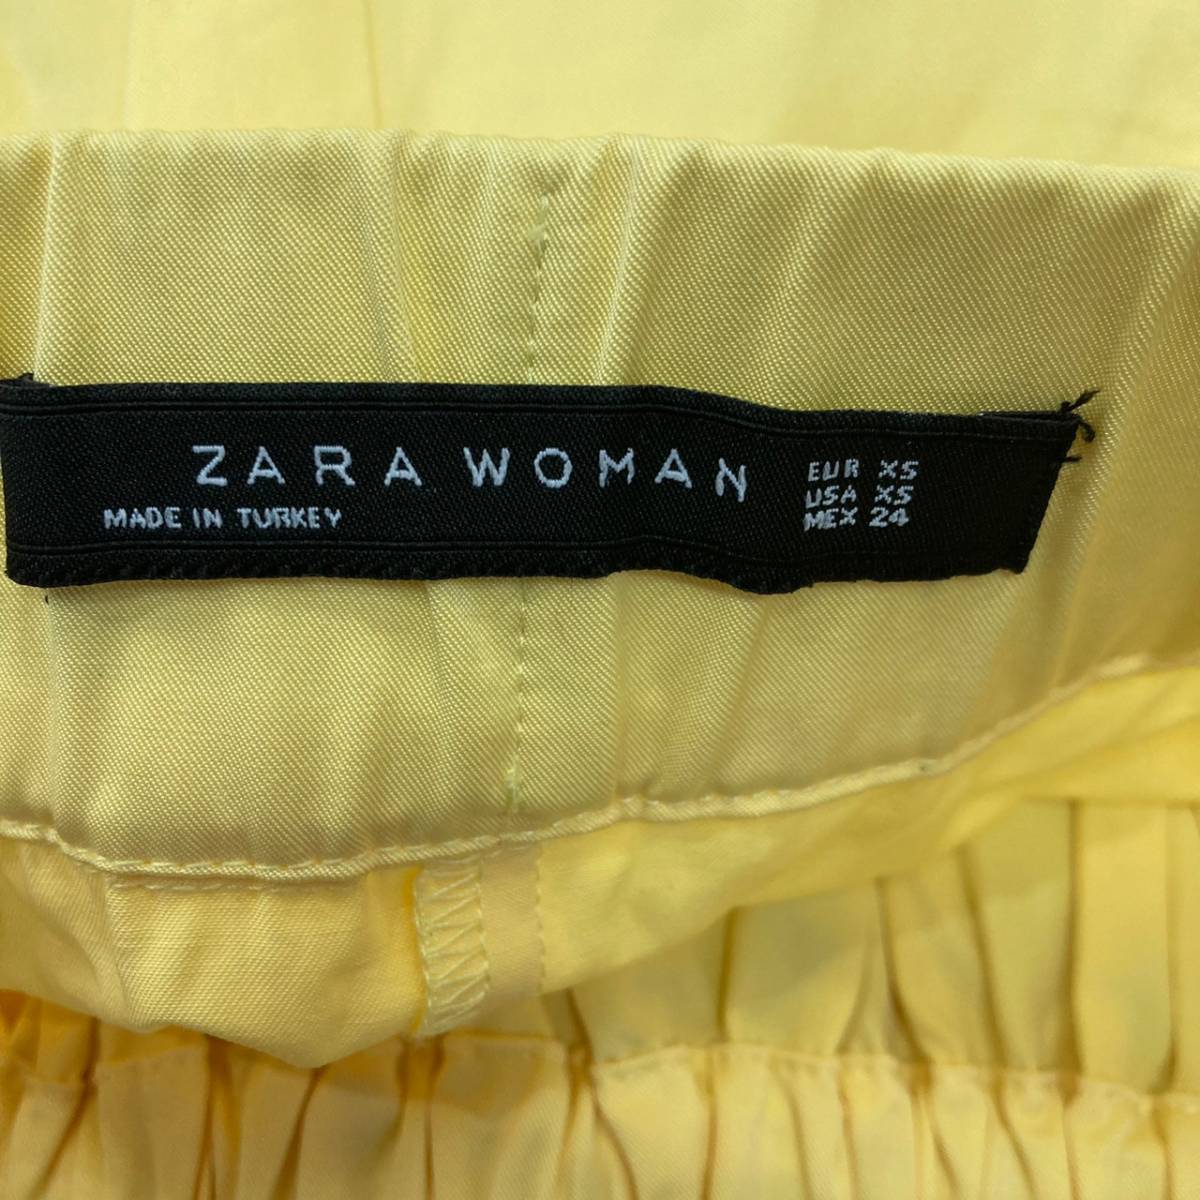 ZARA WOMAN
MADE IN TURKEY
EUR XS
USA XS
MEX 24